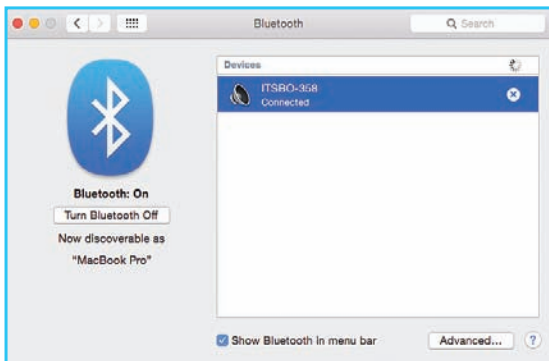 Bluetooth
Search
Devices
ITSBO-358
Connected
Bluetooth: On
Turn Bluetooth Off
Now discoverable as
“MacBook Pro”
Show Bluetooth in menu bar
Advanced...
?